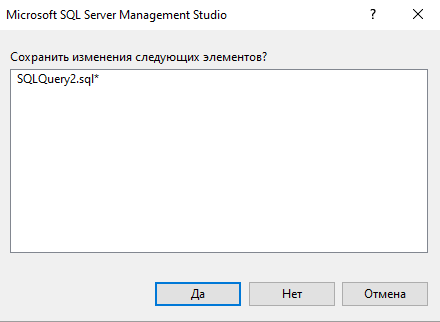 Microsoft SQL Server Management Studio
Сохранить изменения следующих элементов?
SQLQuery2.sql*
Да
Нет
Отмена